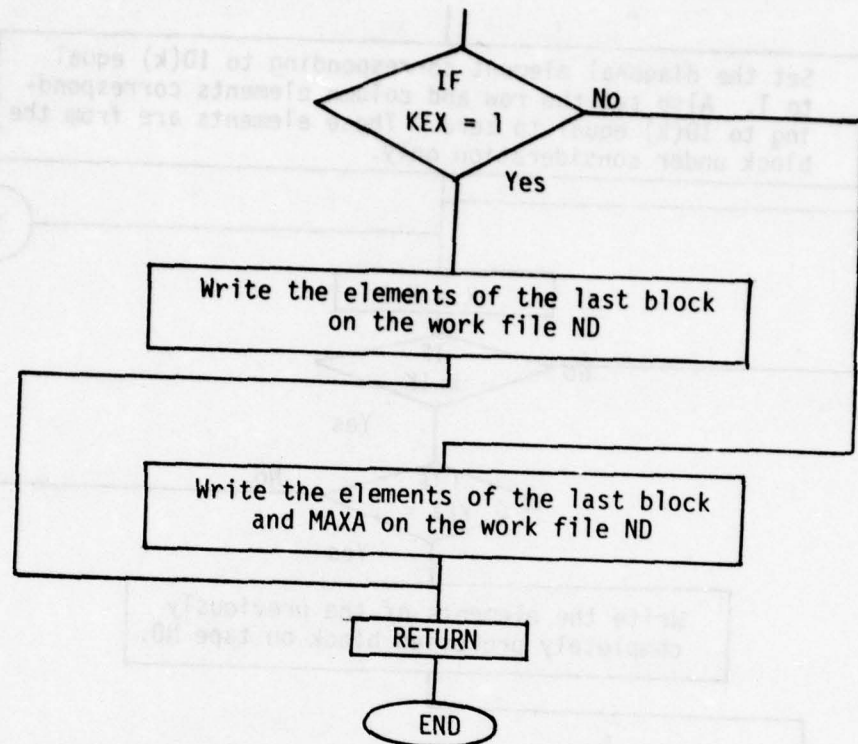 IF
KEX = 1
No
Yes
Write the elements of the last block
on the work file ND
Write the elements of the last block
and MAXA on the work file ND
RETURN
END